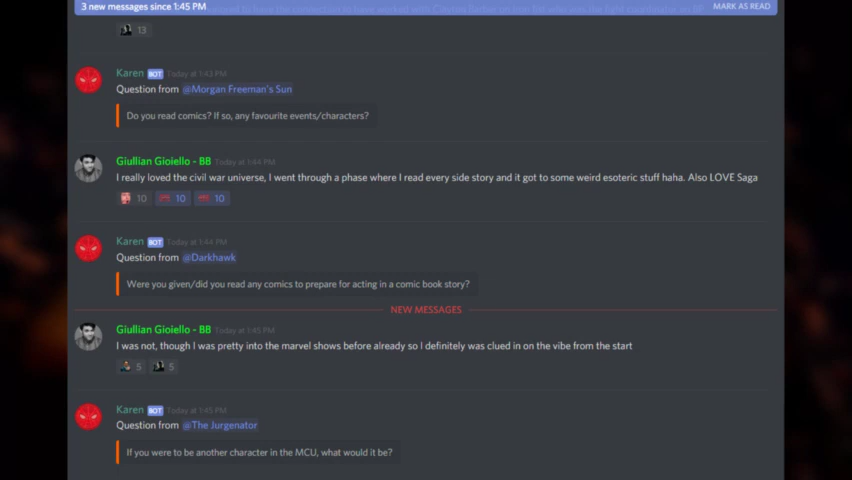 3 new messages since 1:45 PM
MARK AS READ
13
Karen BOT Today at 1:43 PM
Question from @Morgan Freeman's Sun
Do you read comics? If so, any favourite events/characters?
Giullian Gioiello - BB Today at 1:44 PM
I really loved the civil war universe, I went through a phase where I read every side story and it got to some weird esoteric stuff haha. Also LOVE Saga
10 10 10
Karen BOT Today at 1:44 PM
Question from @Darkhawk
Were you given/did you read any comics to prepare for acting in a comic book story?
NEW MESSAGES
Giullian Gioiello - BB Today at 1:45 PM
I was not, though I was pretty into the marvel shows before already so I definitely was clued in on the vibe from the start
5 5
Karen BOT Today at 1:45 PM
Question from @The Jurgenator
If you were to be another character in the MCU, what would it be?